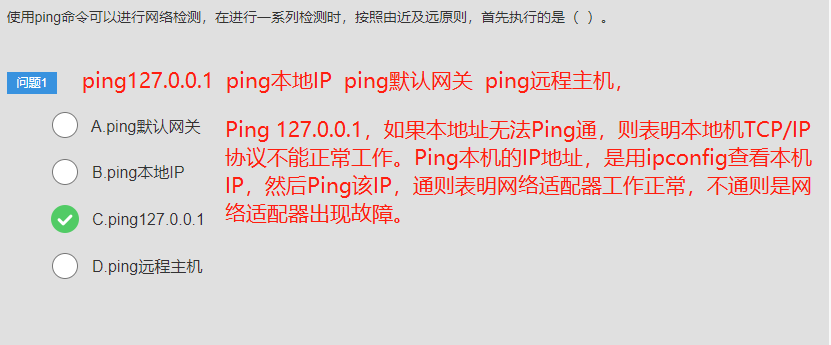 使用ping命令可以进行网络检测，在进行一系列检测时，按照由近及远原则，首先执行的是（ ）。
问题1 ping127.0.0.1 ping本地IP ping默认网关 ping远程主机，
A.ping默认网关
B.ping本地IP
C.ping127.0.0.1
D.ping远程主机
Ping 127.0.0.1，如果本地址无法Ping通，则表明本地机TCP/IP
协议不能正常工作。Ping本机的IP地址，是用ipconfig查看本机
IP，然后Ping该IP，通则表明网络适配器工作正常，不通则是网
络适配器出现故障。